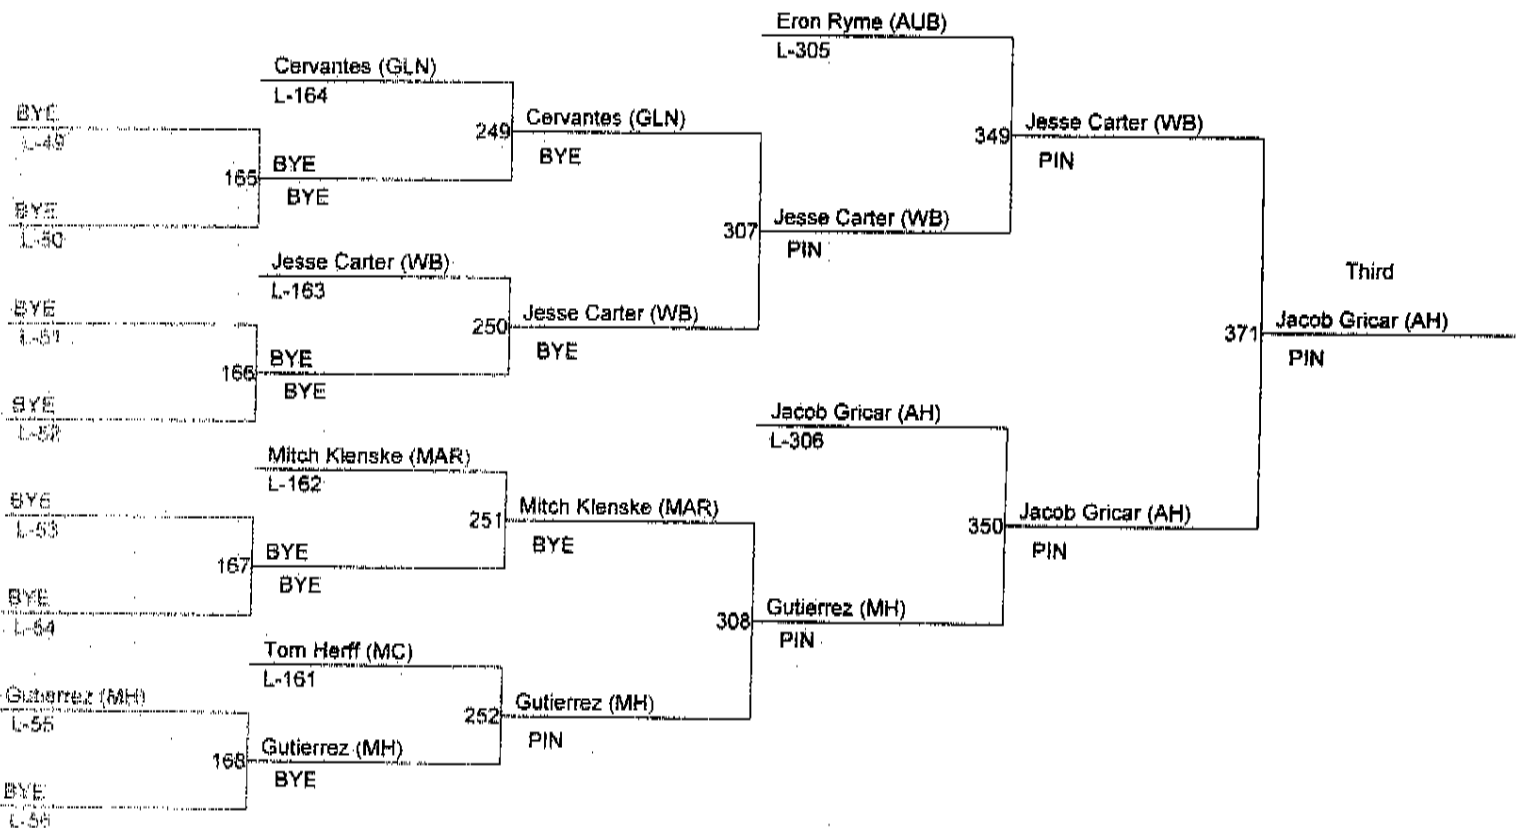 Eron Ryme (AUB)
L-305
Cervantes (GLN)
L-164
BYE
L-49
249
Cervantes (GLN)
BYE
349
Jesse Carter (WB)
PIN
165
BYE
BYE
BYE
L-50
307
Jesse Carter (WB)
PIN
Jesse Carter (WB)
L-163
Third
BYE
L-51
250
Jesse Carter (WB)
BYE
371
Jacob Gricar (AH)
PIN
166
BYE
BYE
BYE
L-52
Jacob Gricar (AH)
L-306
Mitch Klenske (MAR)
L-162
BYE
L-53
251
Mitch Klenske (MAR)
BYE
350
Jacob Gricar (AH)
PIN
167
BYE
BYE
BYE
L-54
308
Gutierrez (MH)
PIN
Tom Herff (MC)
L-161
Gutierrez (MH)
L-55
252
Gutierrez (MH)
PIN
168
Gutierrez (MH)
BYE
BYE
L-56